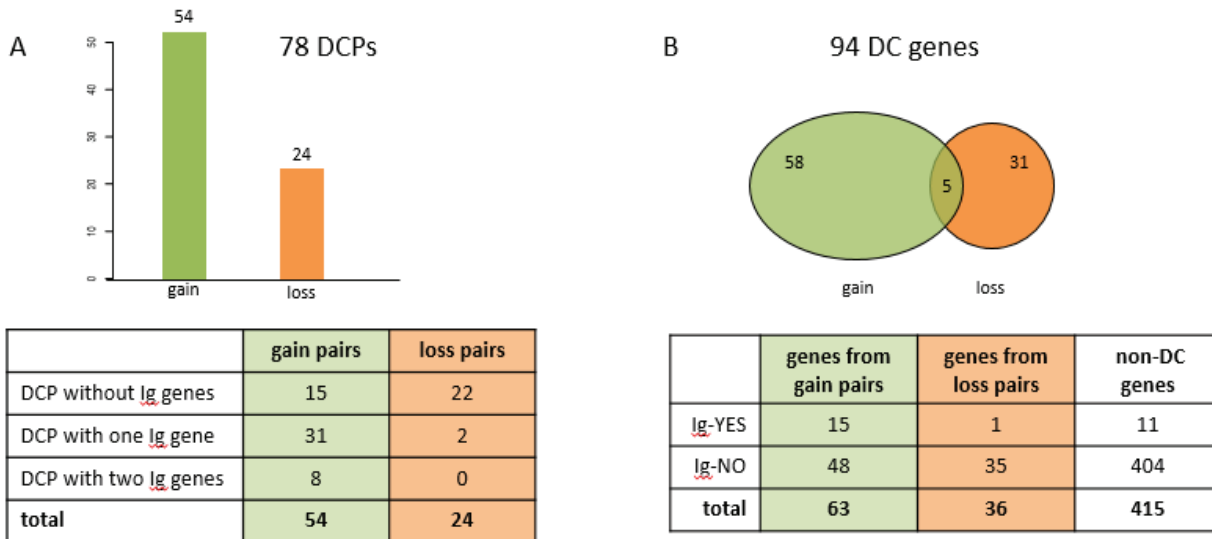 A
78 DCPs
54
50
40
30
24
20
10
0
gain
loss
gain pairs
loss pairs
DCP without Ig genes
15
22
DCP with one Ig gene
31
2
DCP with two Ig genes
8
0
total
54
24
B
94 DC genes
58
5
31
gain
loss
genes from
gain pairs
genes from
loss pairs
non-DC
genes
Ig-YES
15
1
11
Ig-NO
48
35
404
total
63
36
415